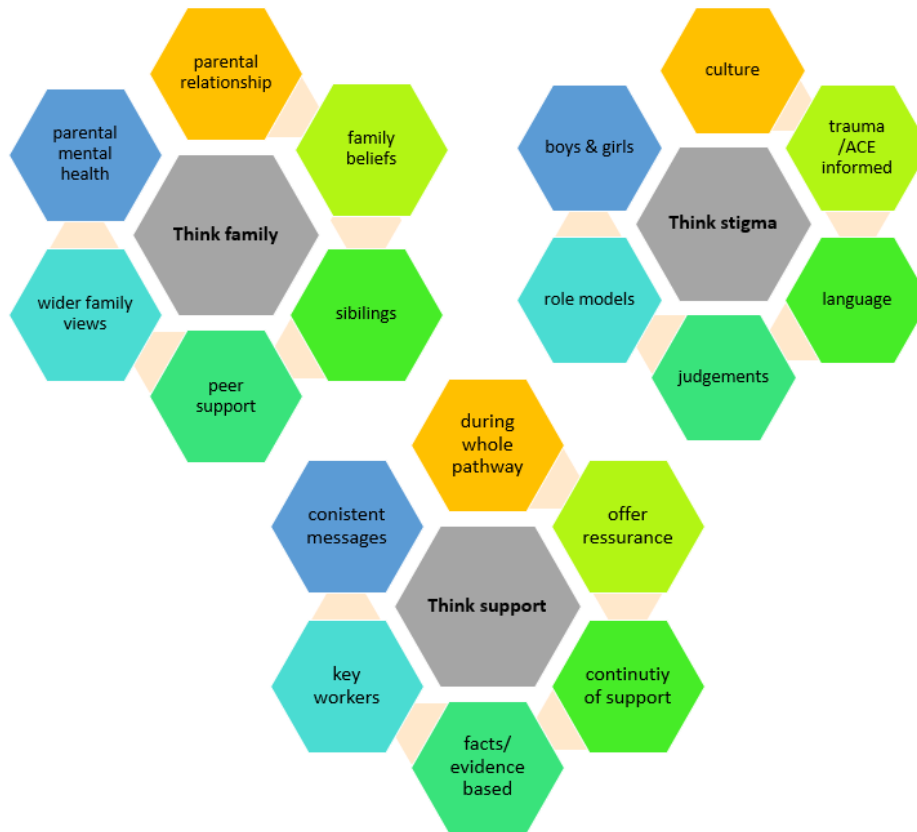 parental
relationship
family
beliefs
sibilings
peer
support
wider family
views
parental
mental
health
Think family
culture
trauma
/ACE
informed
language
judgements
role models
boys & girls
Think stigma
during
whole
pathway
offer
ressurance
continutiy
of support
facts/
evidence
based
key
workers
conistent
messages
Think support